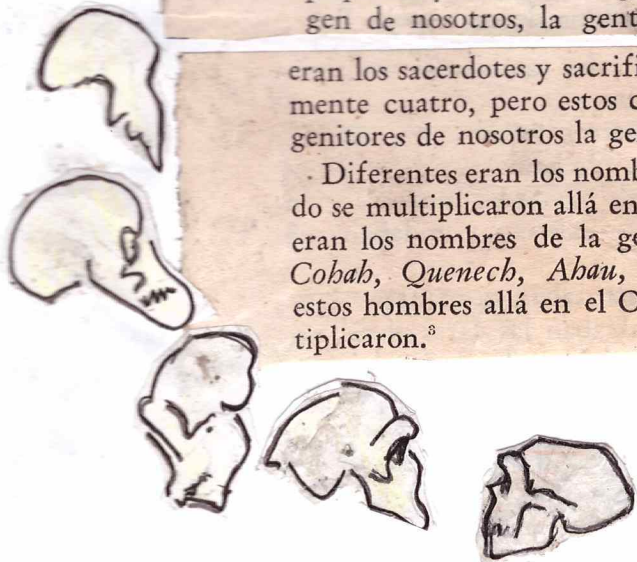 gen de nosotros, la gent
eran los sacerdotes y sacrifi
mente cuatro, pero estos
genitores de nosotros la ge
Diferentes eran los nomb
do se multiplicaron allá en
eran los nombres de la ge
Cohah, Quenech, Ahau,
estos hombres allá en el
tiplicaron.³